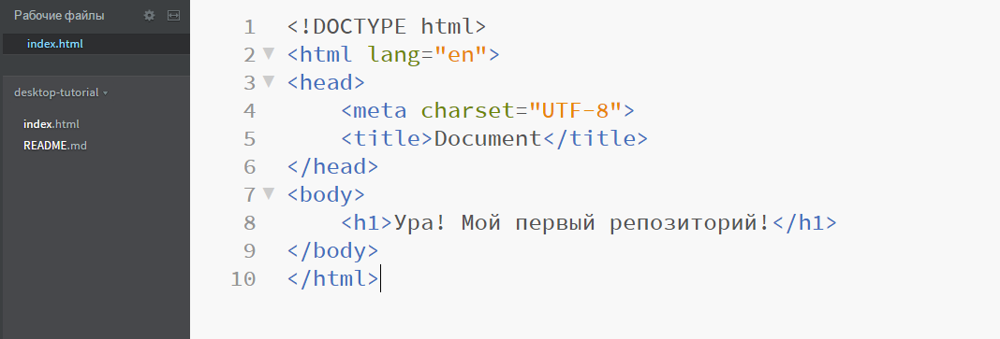 Рабочие файлы
index.html
desktop-tutorial
index.html
README.md
1 <!DOCTYPE html>
2 <html lang="en">
3 <head>
4     <meta charset="UTF-8">
5     <title>Document</title>
6 </head>
7 <body>
8     <h1>Ура! Мой первый репозиторий!</h1>
9 </body>
10 </html>